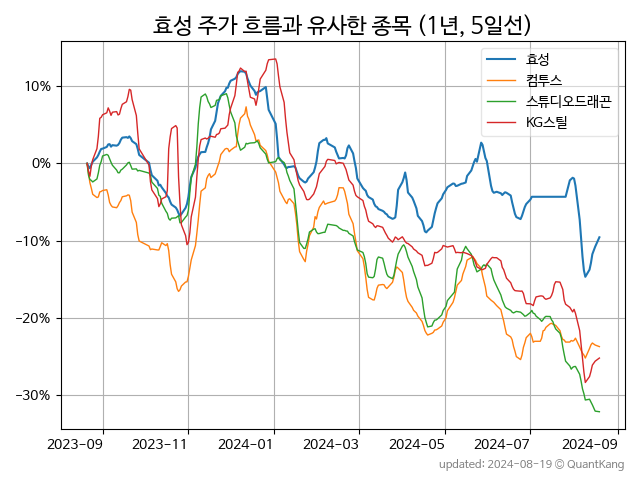 효성 주가 흐름과 유사한 종목 (1년, 5일선)
효성
컴투스
스튜디오드래곤
KG스틸
10%
0%
−10%
−20%
−30%
2023-09
2023-11
2024-01
2024-03
2024-05
2024-07
2024-09
updated: 2024-08-19 © QuantKang